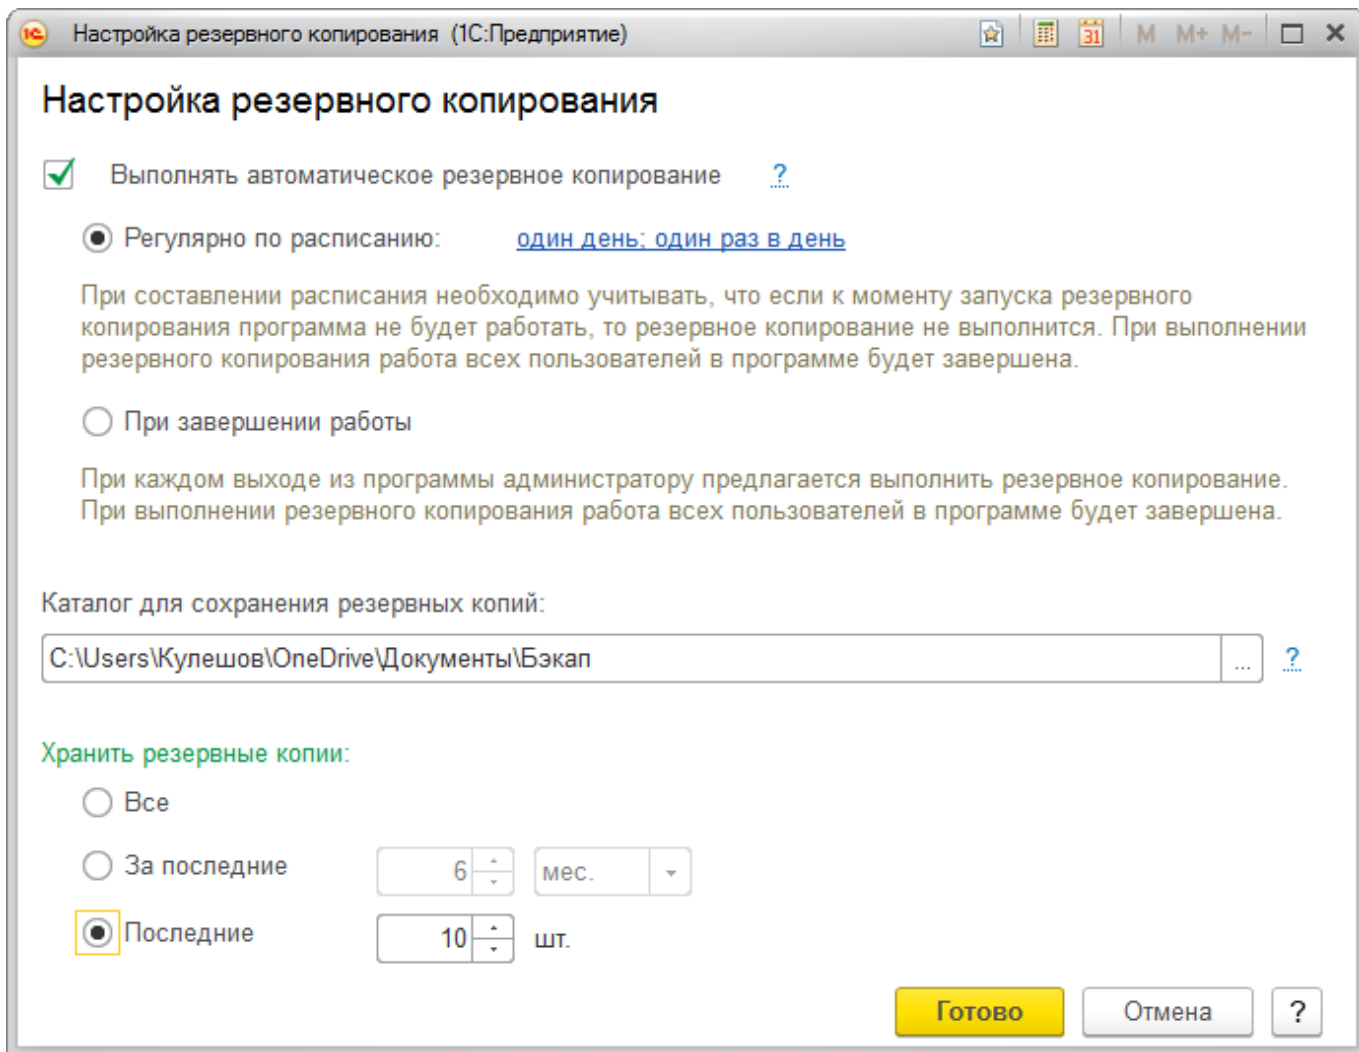 1С Настройка резервного копирования (1С:Предприятие) 31 M M+ M-
Настройка резервного копирования
Выполнять автоматическое резервное копирование ?
Регулярно по расписанию: один день; один раз в день
При составлении расписания необходимо учитывать, что если к моменту запуска резервного
копирования программа не будет работать, то резервное копирование не выполнится. При выполнении
резервного копирования работа всех пользователей в программе будет завершена.
При завершении работы
При каждом выходе из программы администратору предлагается выполнить резервное копирование.
При выполнении резервного копирования работа всех пользователей в программе будет завершена.
Каталог для сохранения резервных копий:
C:\Users\Кулешов\OneDrive\Документы\Бэкап ... ?
Хранить резервные копии:
Все
За последние 6 мес.
Последние 10 шт.
Готово Отмена ?